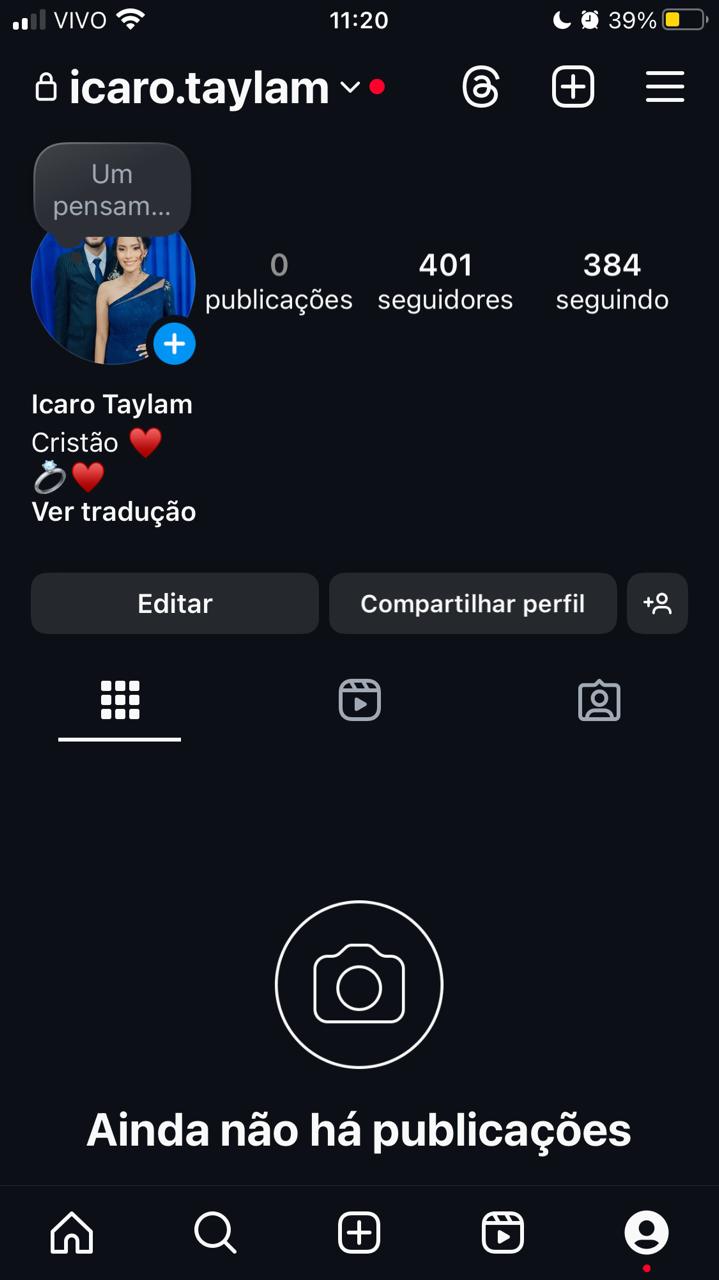 VIVO 11:20 39%
icaro.taylam
Um
pensam...
0 401 384
publicações seguidores seguindo
Icaro Taylam
Cristão ♥️
💍♥️
Ver tradução
Editar Compartilhar perfil
Ainda não há publicações